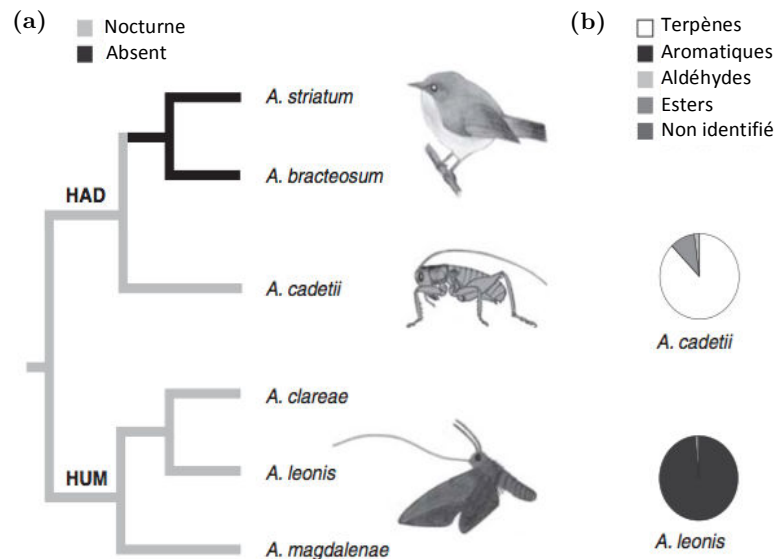 (a)
Nocturne
Absent
A. striatum
A. bracteosum
HAD
A. cadetii
A. clareae
HUM
A. leonis
A. magdalenae
(b)
Terpènes
Aromatiques
Aldéhydes
Esters
Non identifié
A. cadetii
A. leonis